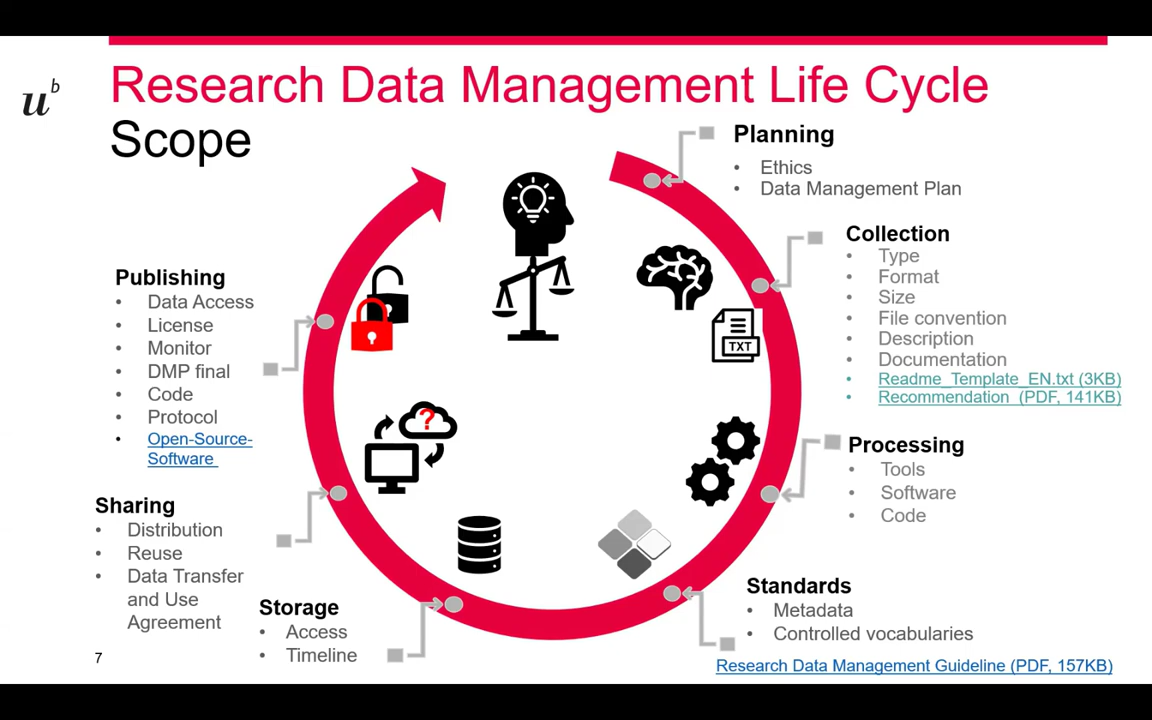 Research Data Management Life Cycle
Scope
u^b
Planning
• Ethics
• Data Management Plan
Collection
• Type
• Format
• Size
• File convention
• Description
• Documentation
• Readme_Template_EN.txt (3KB)
• Recommendation (PDF, 141KB)
TXT
Processing
• Tools
• Software
• Code
Standards
• Metadata
• Controlled vocabularies
Storage
• Access
• Timeline
Sharing
• Distribution
• Reuse
• Data Transfer
and Use
Agreement
?
Publishing
• Data Access
• License
• Monitor
• DMP final
• Code
• Protocol
• Open-Source-
Software
7
Research Data Management Guideline (PDF, 157KB)